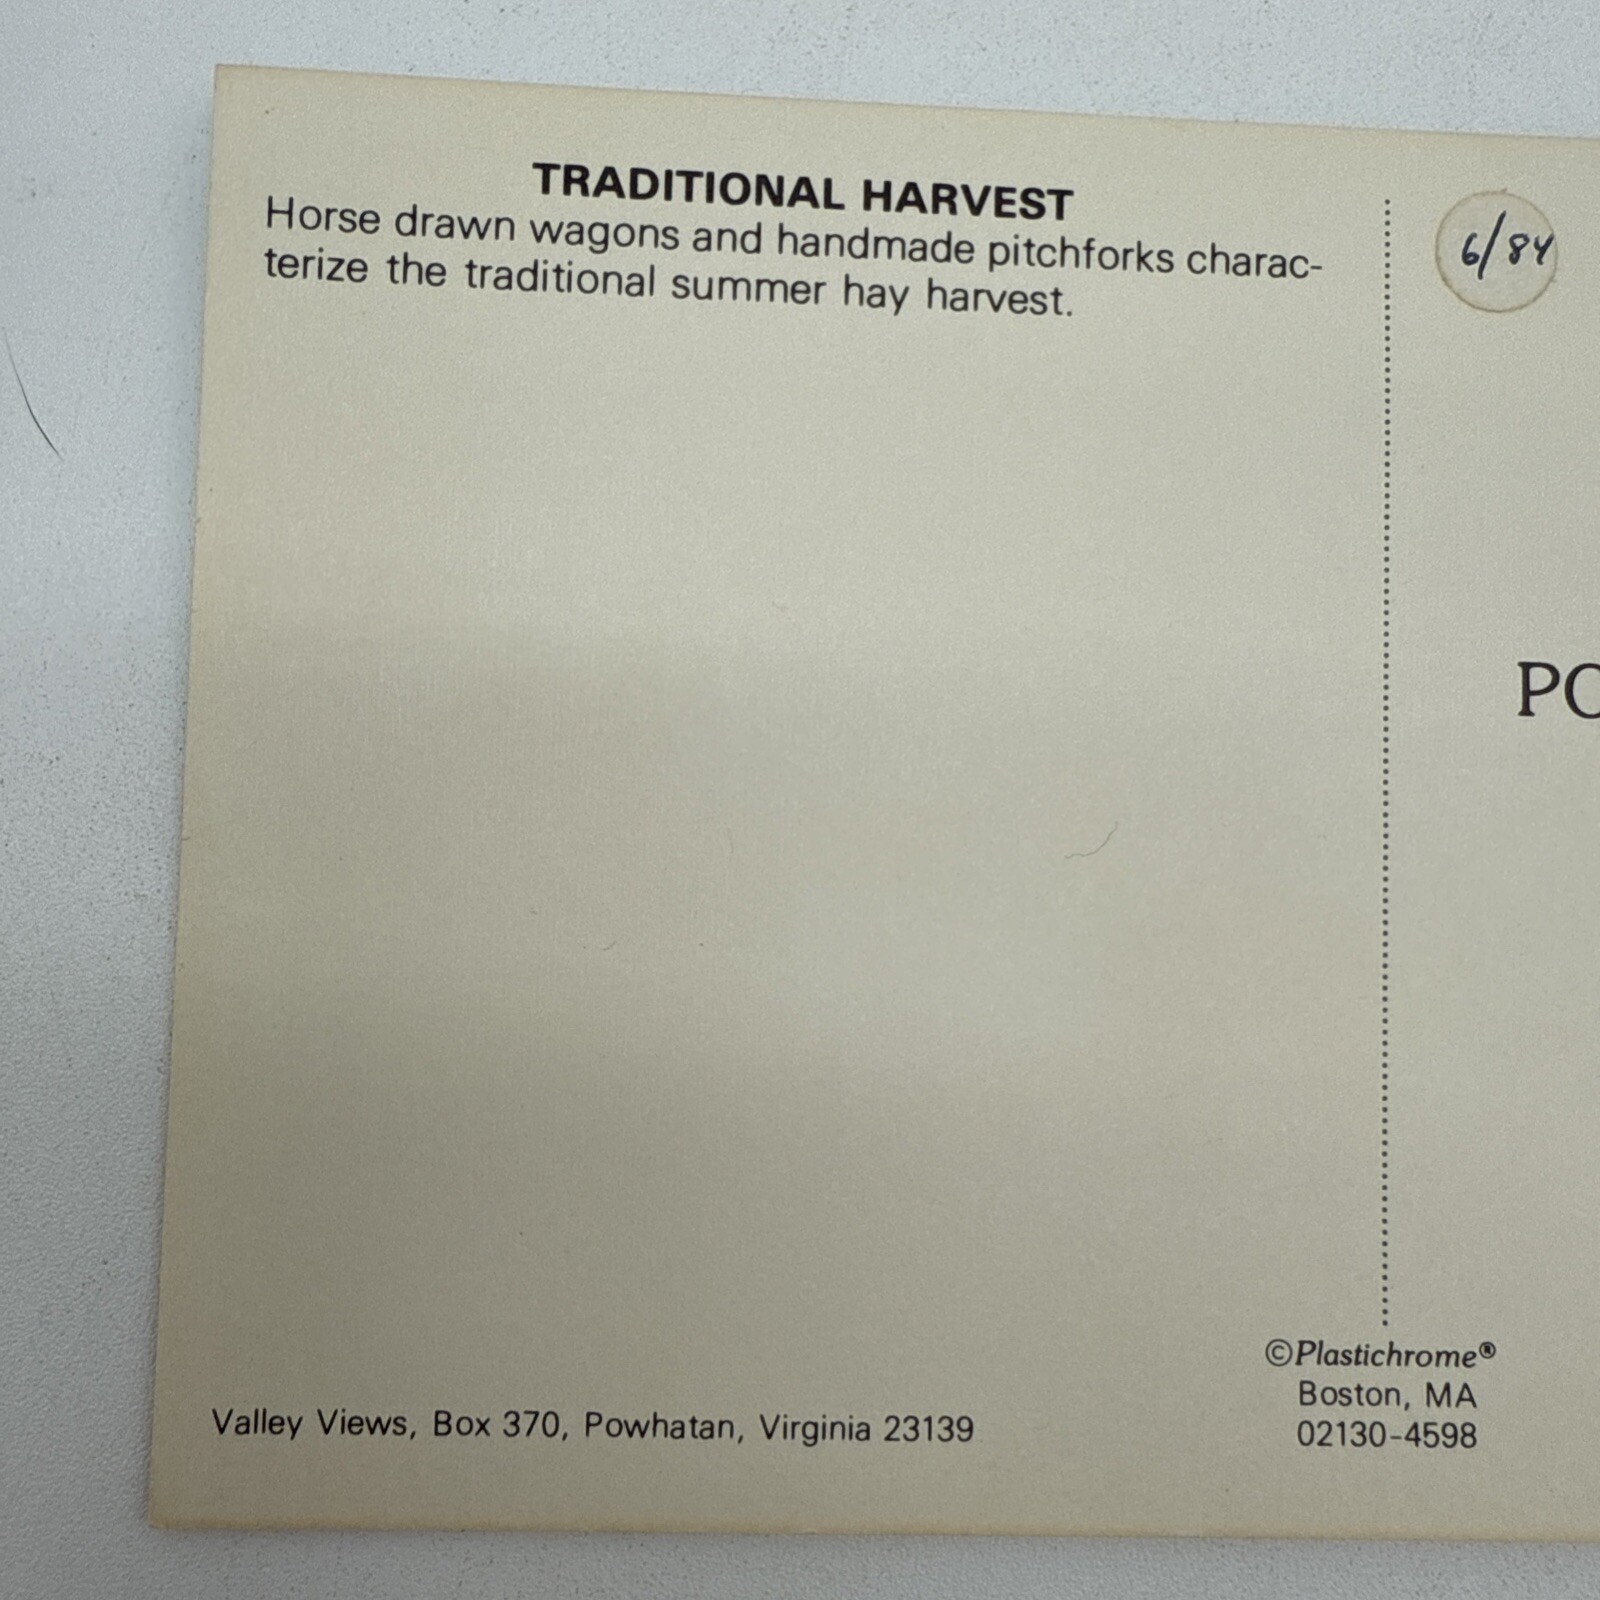 TRADITIONAL HARVEST
Horse drawn wagons and handmade pitchforks charac-
terize the traditional summer hay harvest.
6/84
PO
©Plastichrome®
Boston, MA
02130-4598
Valley Views, Box 370, Powhatan, Virginia 23139